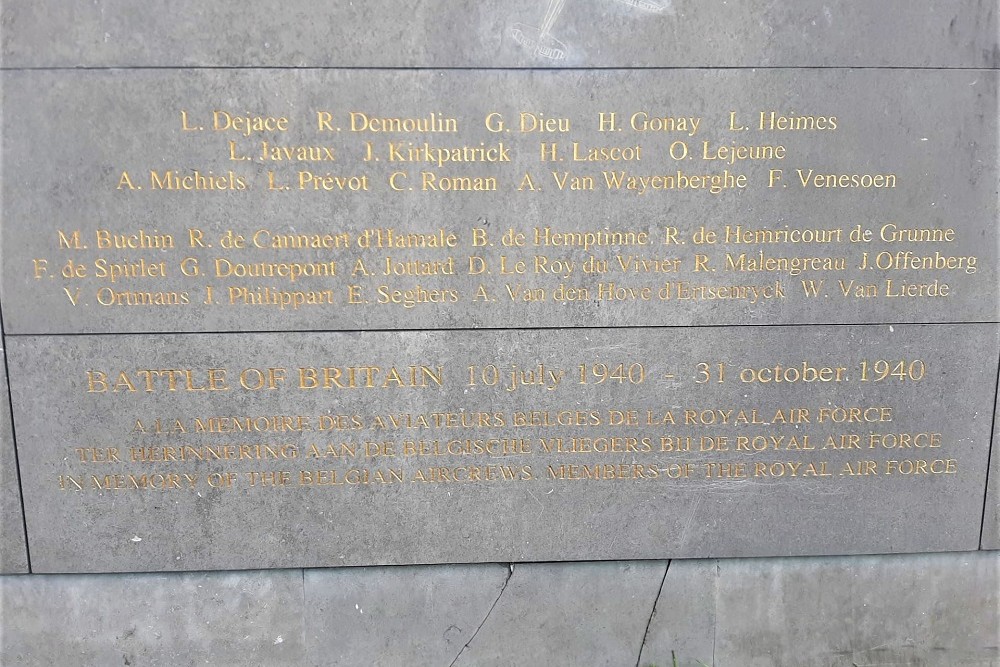 L. Dejace R. Demoulin G. Dieu H. Gonay L. Heimes
L. Javaux J. Kirkpatrick H. Lascot O. Lejeune
A. Michiels L. Prévot C. Roman A. Van Wayenberghe F. Venesoen
M. Buchin R. de Cannaert d'Hamale B. de Hemptinne R. de Hemricourt de Grunne
F. de Spirlet G. Doutrepont A. Jottard D. Le Roy du Vivier R. Malengreau J.Offenberg
V. Ortmans J. Philippart E. Seghers A. Van den Hove d'Ertsenryck W. Van Lierde
BATTLE OF BRITAIN 10 july 1940 - 31 october 1940
A LA MEMOIRE DES AVIATEURS BELGES DE LA ROYAL AIR FORCE
TER HERINNERING AAN DE BELGISCHE VLIEGERS BIJ DE ROYAL AIR FORCE
IN MEMORY OF THE BELGIAN AIRCREWS, MEMBERS OF THE ROYAL AIR FORCE